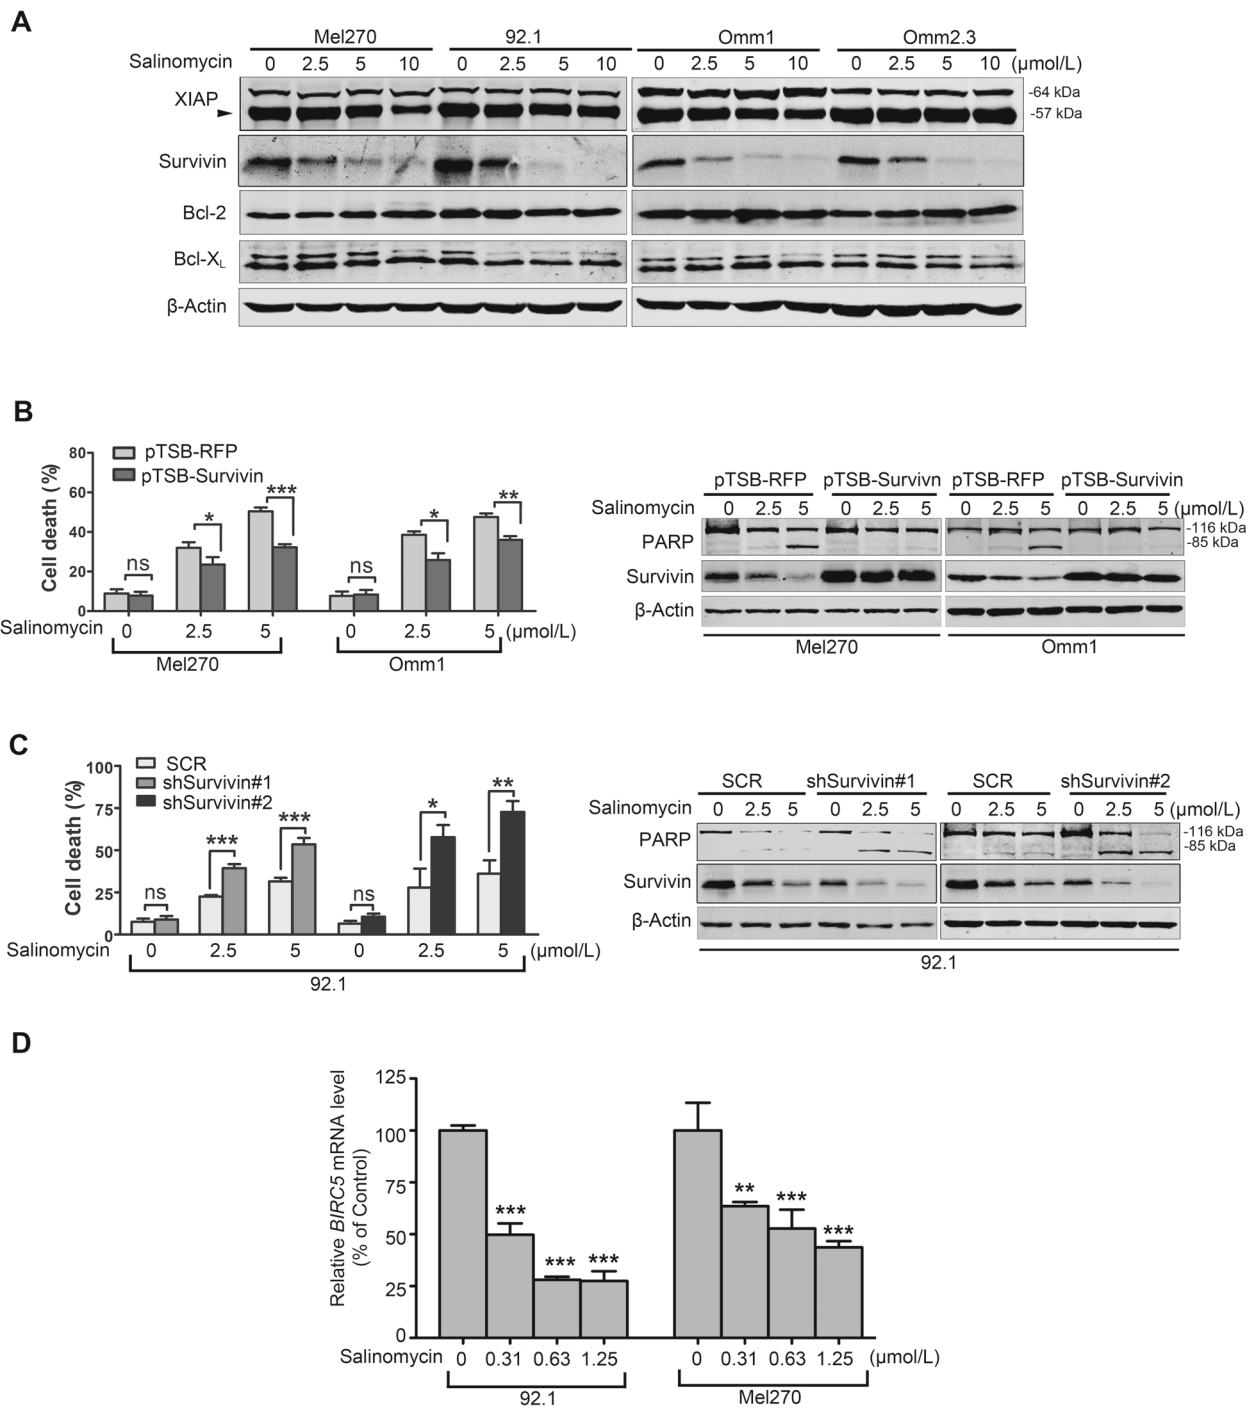 A
Mel270 92.1 Omm1 Omm2.3
Salinomycin 0 2.5 5 10 0 2.5 5 10 0 2.5 5 10 0 2.5 5 10 (μmol/L)
XIAP -64 kDa
-57 kDa
Survivin
Bcl-2
Bcl-XL
β-Actin
B
80
60
40
20
0
Cell death (%)
pTSB-RFP
pTSB-Survivin
ns * *** ns * **
Salinomycin 0 2.5 5 0 2.5 5 (μmol/L)
Mel270 Omm1
pTSB-RFP pTSB-Survivn pTSB-RFP pTSB-Survivin
Salinomycin 0 2.5 5 0 2.5 5 0 2.5 5 0 2.5 5 (μmol/L)
PARP -116 kDa
-85 kDa
Survivin
β-Actin
Mel270 Omm1
C
100
75
50
25
0
Cell death (%)
SCR
shSurvivin#1
shSurvivin#2
ns *** *** ns * **
Salinomycin 0 2.5 5 0 2.5 5 (μmol/L)
92.1
SCR shSurvivin#1 SCR shSurvivin#2
Salinomycin 0 2.5 5 0 2.5 5 0 2.5 5 0 2.5 5 (μmol/L)
PARP -116 kDa
-85 kDa
Survivin
β-Actin
92.1
D
125
100
75
50
25
0
Relative BIRC5 mRNA level
(% of Control)
*** *** *** ** *** ***
Salinomycin 0 0.31 0.63 1.25 0 0.31 0.63 1.25 (μmol/L)
92.1 Mel270